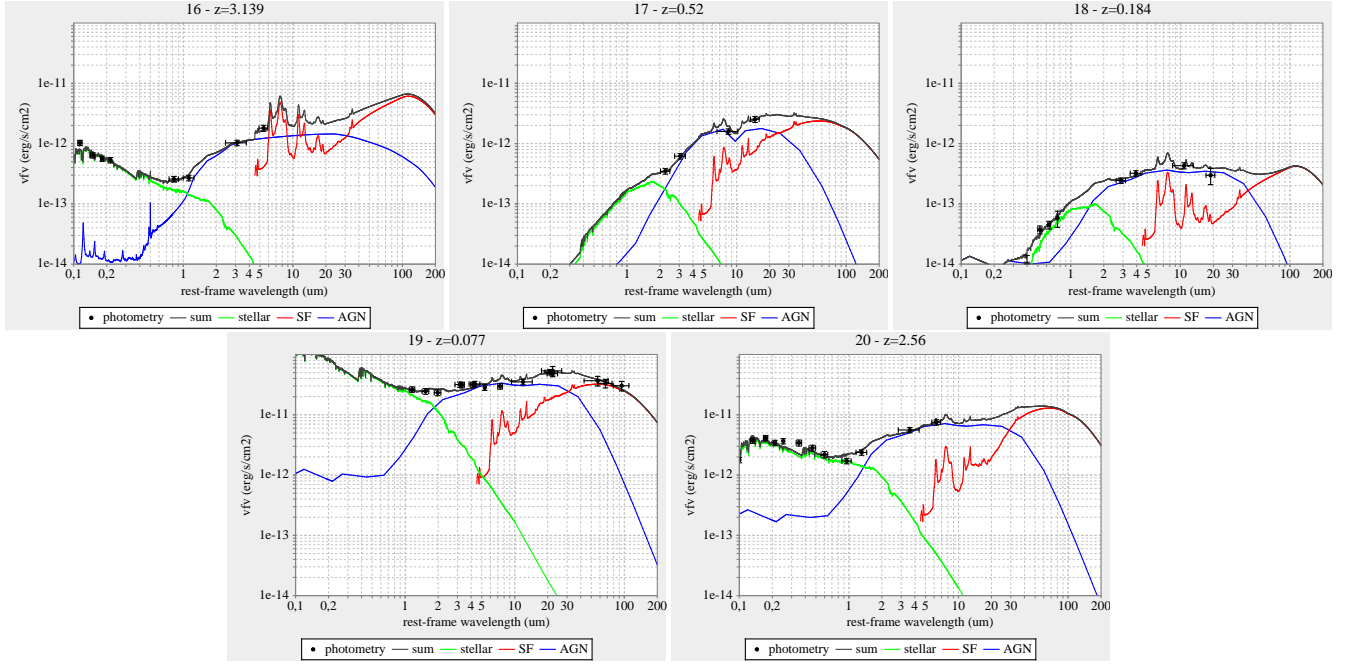 16 - z=3.139
17 - z=0.52
18 - z=0.184
νfν (erg/s/cm2)
1e-11
1e-12
1e-13
1e-14
0,1 0,2 1 2 3 4 5 10 20 30 100 200
rest-frame wavelength (um)
photometry sum stellar SF AGN
νfν (erg/s/cm2)
1e-11
1e-12
1e-13
1e-14
0,1 0,2 1 2 3 4 5 10 20 30 100 200
rest-frame wavelength (um)
photometry sum stellar SF AGN
νfν (erg/s/cm2)
1e-11
1e-12
1e-13
1e-14
0,2 1 2 3 4 5 10 20 30 100 200
rest-frame wavelength (um)
photometry sum stellar SF AGN
19 - z=0.077
20 - z=2.56
νfν (erg/s/cm2)
1e-11
1e-12
1e-13
1e-14
0,1 0,2 1 2 3 4 5 10 20 30 100 200
rest-frame wavelength (um)
photometry sum stellar SF AGN
νfν (erg/s/cm2)
1e-11
1e-12
1e-13
1e-14
0,1 0,2 1 2 3 4 5 10 20 30 100 200
rest-frame wavelength (um)
photometry sum stellar SF AGN